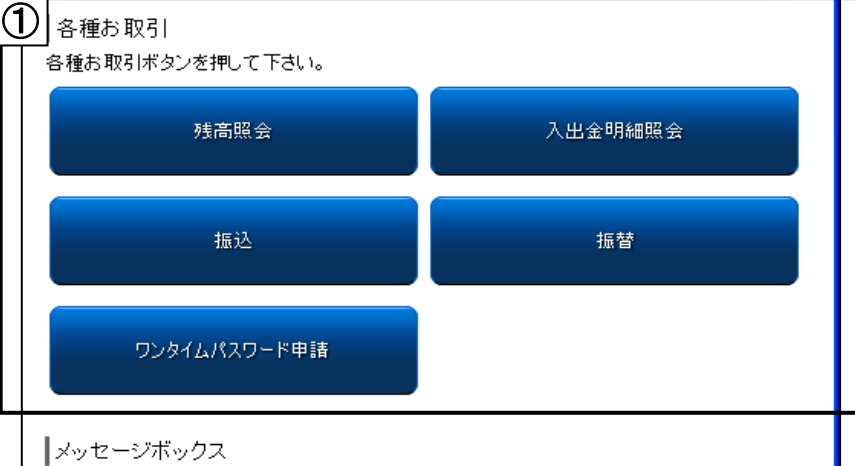 ①
各種お取引
各種お取引ボタンを押して下さい。
残高照会
入出金明細照会
振込
振替
ワンタイムパスワード申請
メッセージボックス